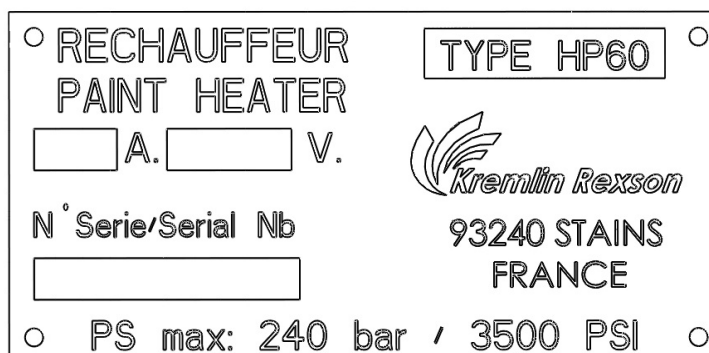 RECHAUFFEUR
PAINT HEATER
TYPE HP60
A. V.
Kremlin Rexson
N° Serie/Serial Nb
93240 STAINS
FRANCE
PS max: 240 bar / 3500 PSI